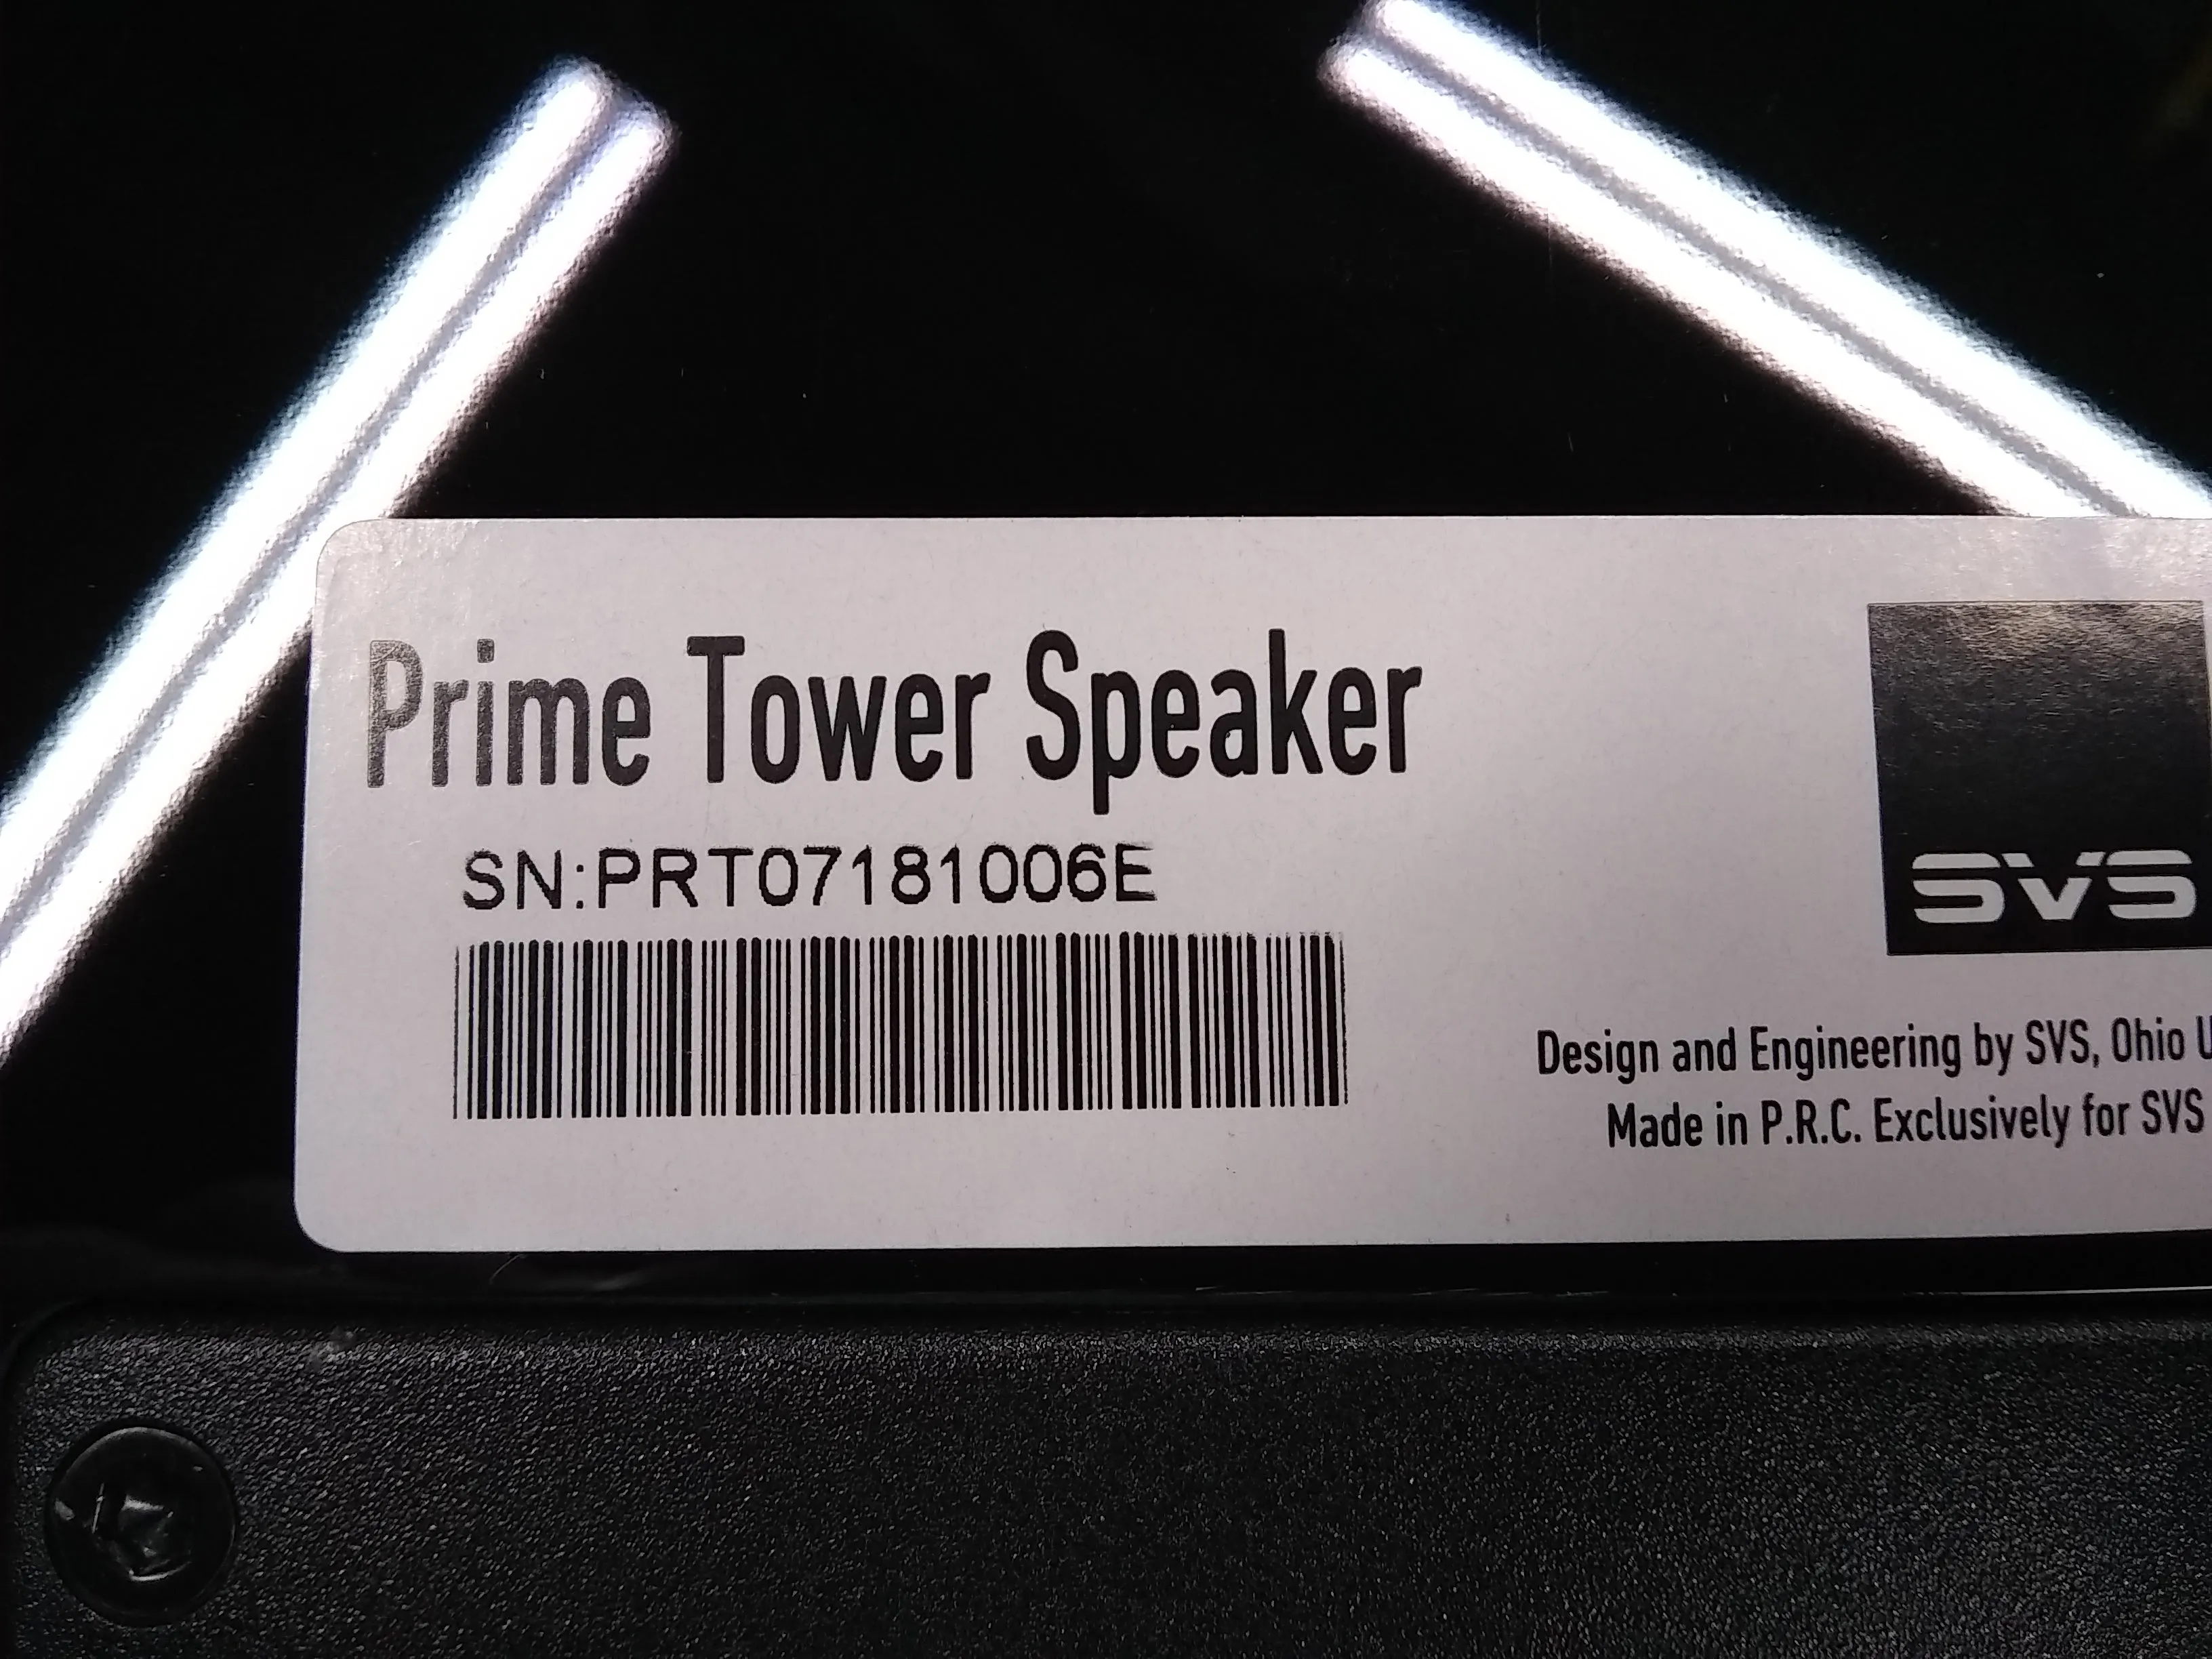 Prime Tower Speaker
SN:PRT07181006E
SVS
Design and Engineering by SVS, Ohio
Made in P.R.C. Exclusively for SVS